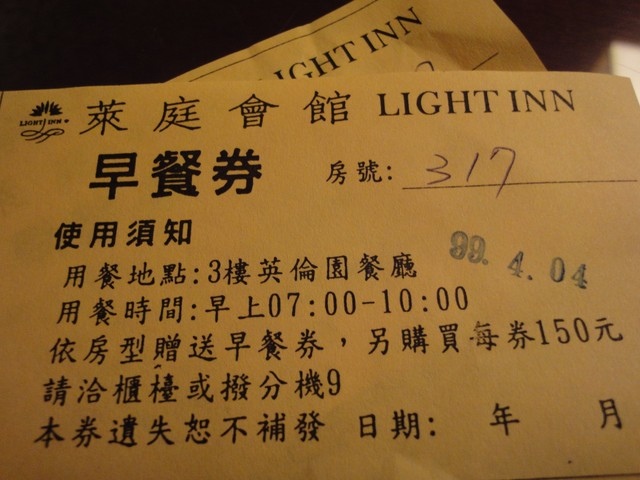 LIGHT INN
LIGHT INN
萊庭會館 LIGHT INN
早餐券 房號: 317
使用須知
99.4.04
用餐地點:3樓英倫園餐廳
用餐時間:早上07:00-10:00
依房型贈送早餐券，另購買每券150元
請洽櫃檯或撥分機9
本券遺失恕不補發 日期: 年 月